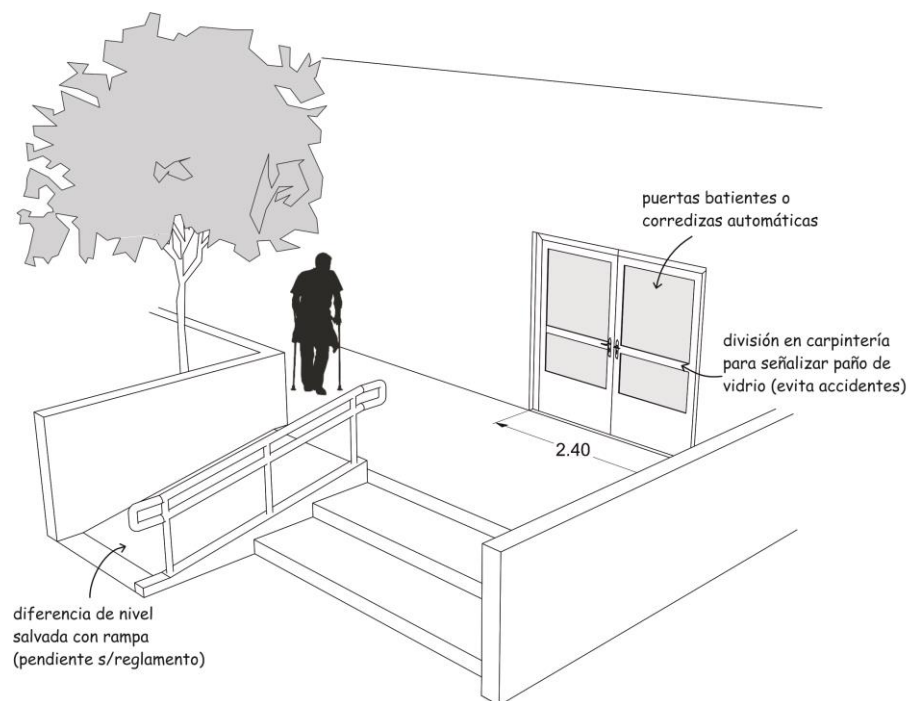 puertas batientes o
corredizas automáticas
división en carpintería
para señalizar paño de
vidrio (evita accidentes)
2.40
diferencia de nivel
salvada con rampa
(pendiente s/reglamento)